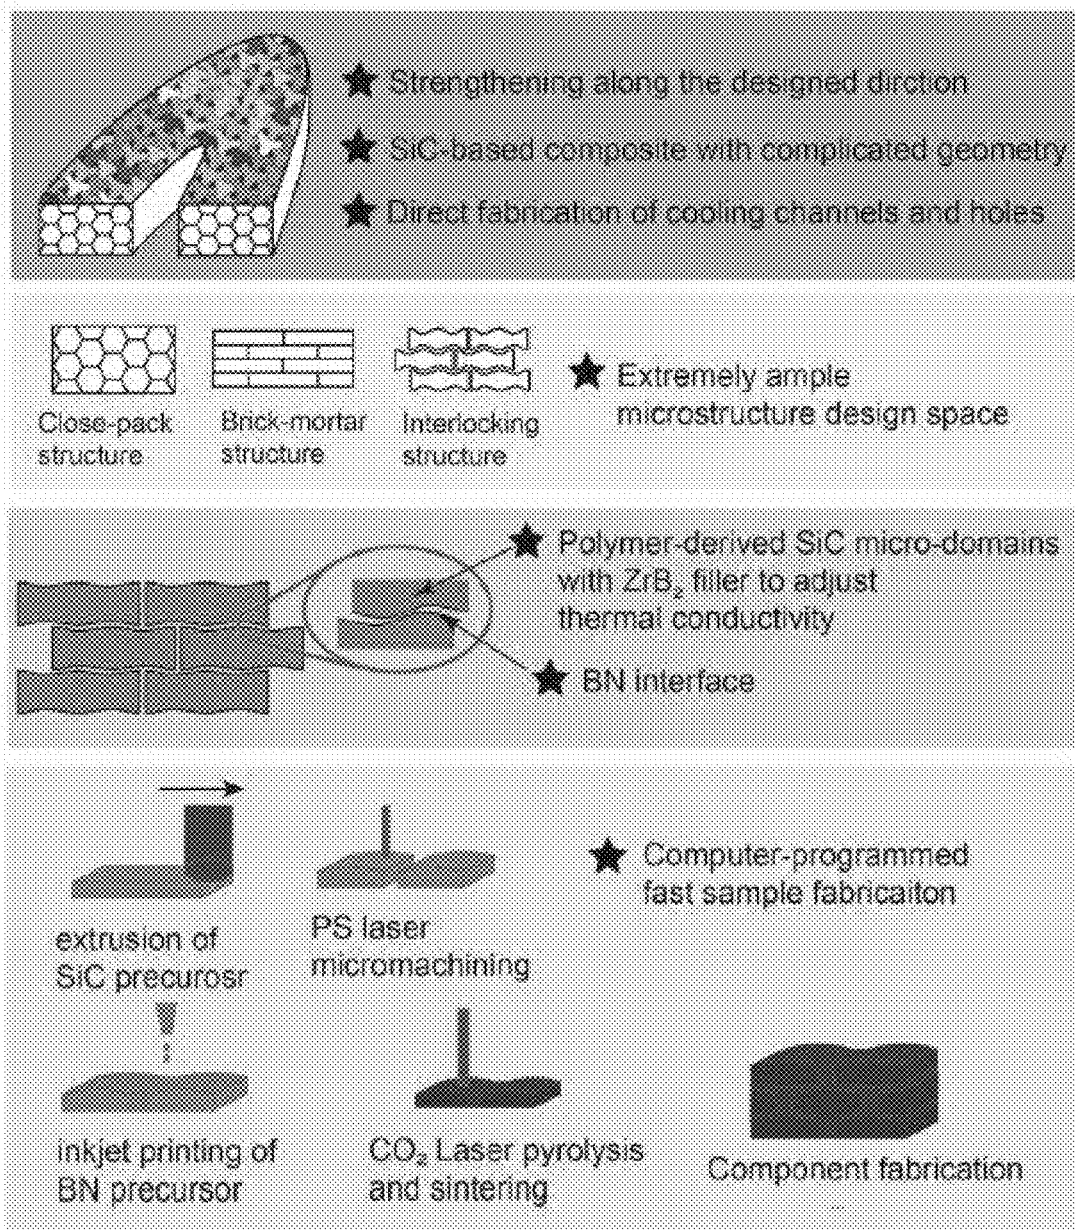 Strengthening along the designed dirction
SiC-based composite with complicated geometry
Direct fabrication of cooling channels and holes
Close-pack
structure
Brick-mortar
structure
Interlocking
structure
Extremely ample
microstructure design space
Polymer-derived SiC micro-domains
with ZrB₂ filler to adjust
thermal conductivity
BN interface
extrusion of
SiC precurosr
PS laser
micromachining
Computer-programmed
fast sample fabricaiton
inkjet printing of
BN precursor
CO₂ Laser pyrolysis
and sintering
Component fabrication